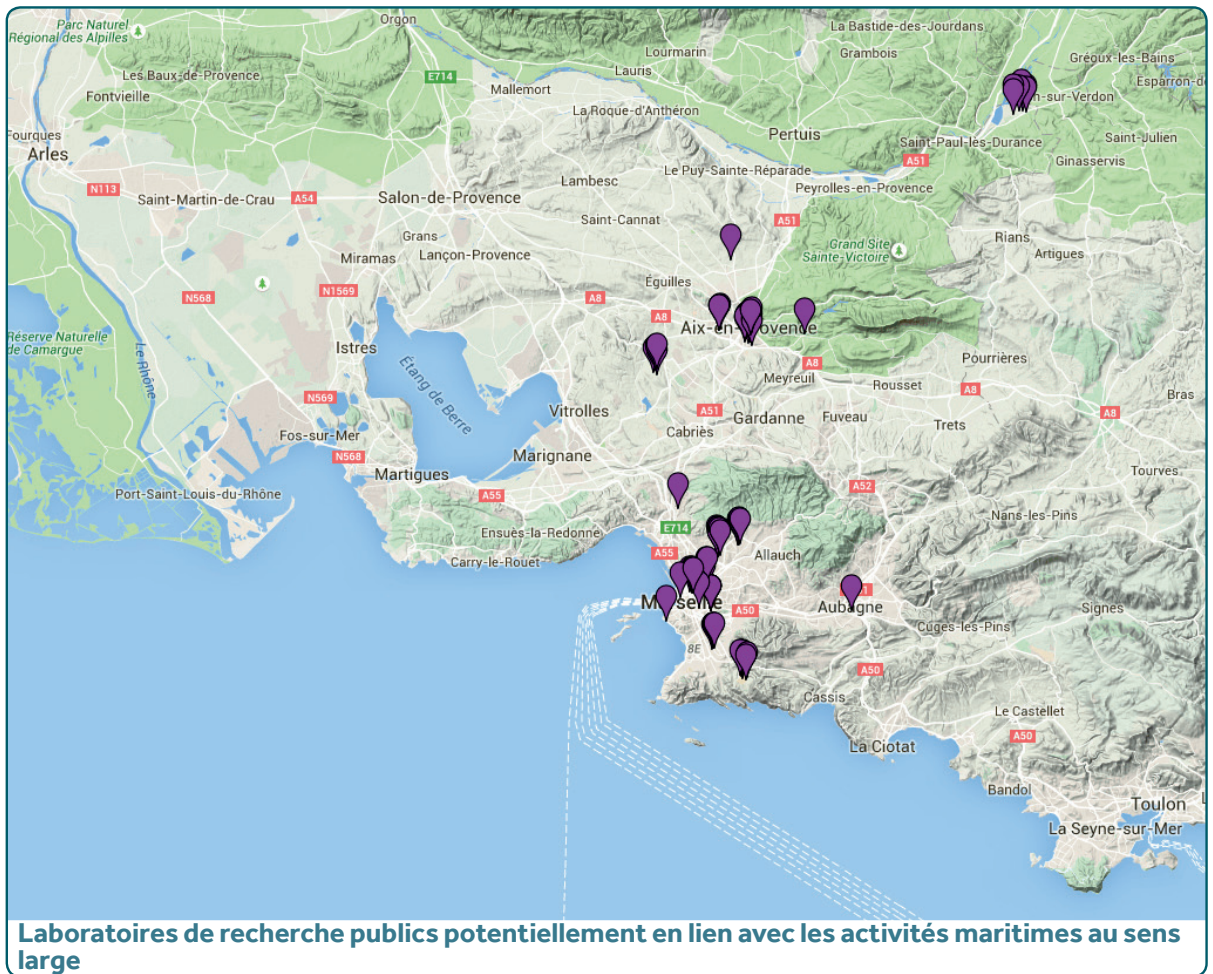 Parc Naturel
Régional des Alpilles
Orgon
La Bastide-des-Jourdans
Lourmarin
Grambois
Gréoux-les-Bains
Les Baux-de-Provence
E714
Lauris
Mallemort
Esparron-de
Fontvieille
La Roque-d'Anthéron
n-sur-Verdon
Fourques
Pertuis
Saint-Paul-lès-Durance
Saint-Julien
Arles
A51
Ginasservis
Le Puy-Sainte-Réparade
Lambesc
Peyrolles-en-Provence
N113
Saint-Martin-de-Crau
A54
Salon-de-Provence
Saint-Cannat
A51
Grans
Grand Site
Sainte-Victoire
Rians
Artigues
Lançon-Provence
Miramas
Éguilles
N568
N1569
A8
A8
Aix-en-Provence
Réserve Naturelle
de Camargue
Le Rhône
Istres
Étang de Berre
Pourrières
A8
Meyreuil
Rousset
A8
Bras
N569
Vitrolles
A51
Gardanne
Fuveau
A8
Trets
Fos-sur-Mer
Cabriès
N568
Marignane
Martigues
Tourves
Port-Saint-Louis-du-Rhône
A55
A52
Nans-les-Pins
Ensuès-la-Redonne
E714
A55
Allauch
Carry-le-Rouet
Marseille
A50
Aubagne
Signes
Cuges-les-Pins
8E
A50
Cassis
Le Castellet
A50
La Ciotat
Bandol
Toulon
La Seyne-sur-Mer
Laboratoires de recherche publics potentiellement en lien avec les activités maritimes au sens
large